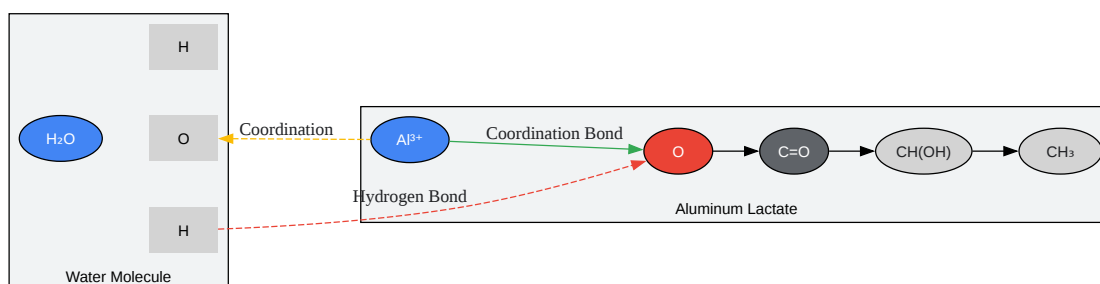 H
H₂O
O
H
Water Molecule
Coordination
Hydrogen Bond
Al³⁺
Coordination Bond
O
C=O
CH(OH)
CH₃
Aluminum Lactate